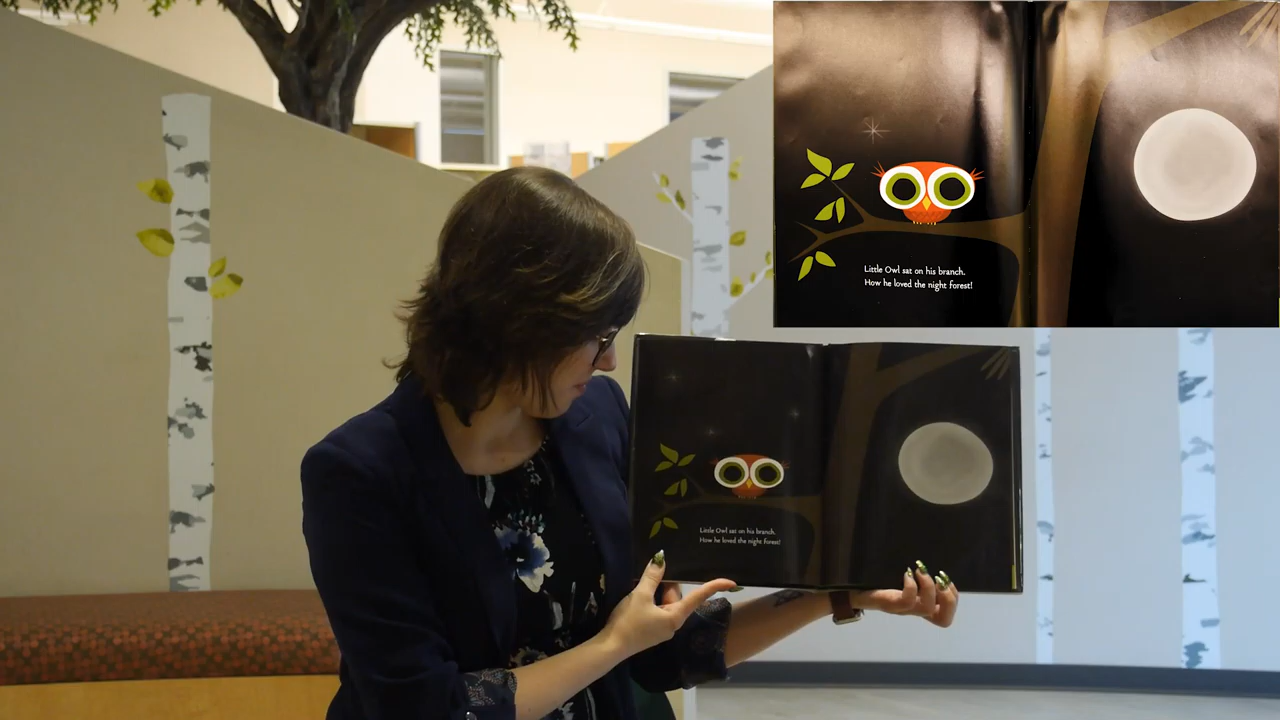 Little Owl sat on his branch.
How he loved the night forest!
Little Owl sat on his branch.
How he loved the night forest!